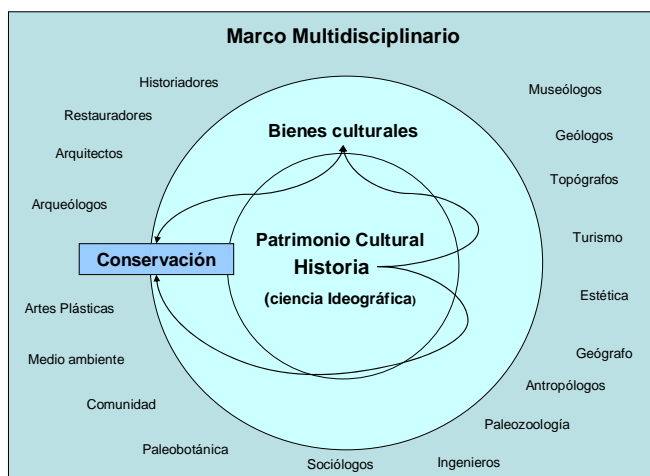 Marco Multidisciplinario
Historiadores
Museólogos
Restauradores
Bienes culturales
Geólogos
Arquitectos
Topógrafos
Arqueólogos
Patrimonio Cultural
Historia
(ciencia Ideográfica)
Turismo
Conservación
Estética
Artes Plásticas
Medio ambiente
Geógrafo
Antropólogos
Comunidad
Paleozoología
Paleobotánica
Sociólogos
Ingenieros